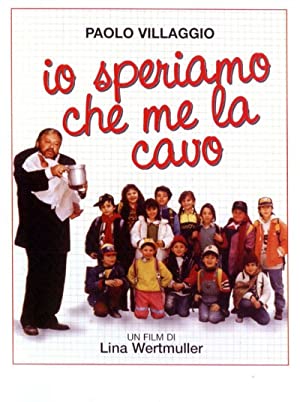 PAOLO VILLAGGIO
io speriamo
che me la
cavo
UN FILM DI
Lina Wertmuller